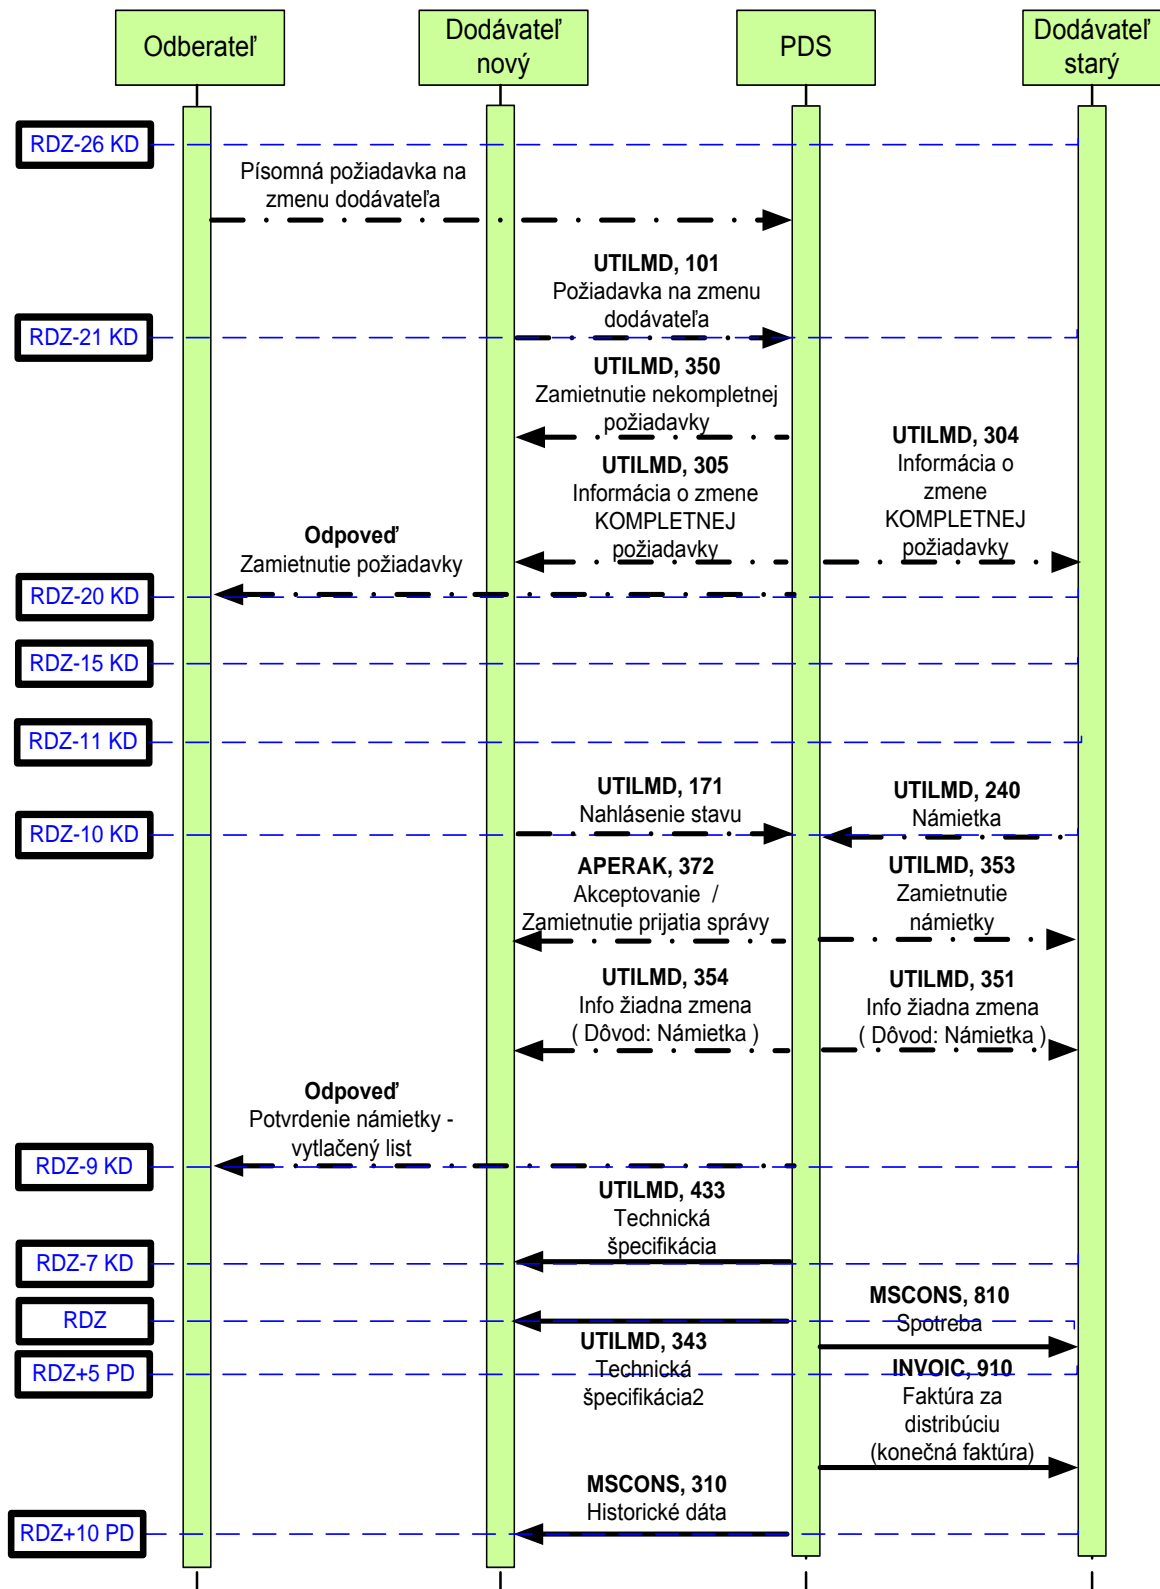 Odberateľ
Dodávateľ
nový
PDS
Dodávateľ
starý
RDZ-26 KD
Písomná požiadavka na
zmenu dodávateľa
UTILMD, 101
Požiadavka na zmenu
dodávateľa
RDZ-21 KD
UTILMD, 350
Zamietnutie nekompletnej
požiadavky
UTILMD, 304
Informácia o
zmene
KOMPLETNEJ
požiadavky
UTILMD, 305
Informácia o zmene
KOMPLETNEJ
požiadavky
Odpoveď
Zamietnutie požiadavky
RDZ-20 KD
RDZ-15 KD
RDZ-11 KD
UTILMD, 171
Nahlásenie stavu
UTILMD, 240
Námietka
RDZ-10 KD
APERAK, 372
Akceptovanie /
Zamietnutie prijatia správy
UTILMD, 353
Zamietnutie
námietky
UTILMD, 354
Info žiadna zmena
( Dôvod: Námietka )
UTILMD, 351
Info žiadna zmena
( Dôvod: Námietka )
Odpoveď
Potvrdenie námietky -
vytlačený list
RDZ-9 KD
UTILMD, 433
Technická
špecifikácia
RDZ-7 KD
MSCONS, 810
Spotreba
RDZ
UTILMD, 343
Technická
špecifikácia2
RDZ+5 PD
INVOIC, 910
Faktúra za
distribúciu
(konečná faktúra)
MSCONS, 310
Historické dáta
RDZ+10 PD